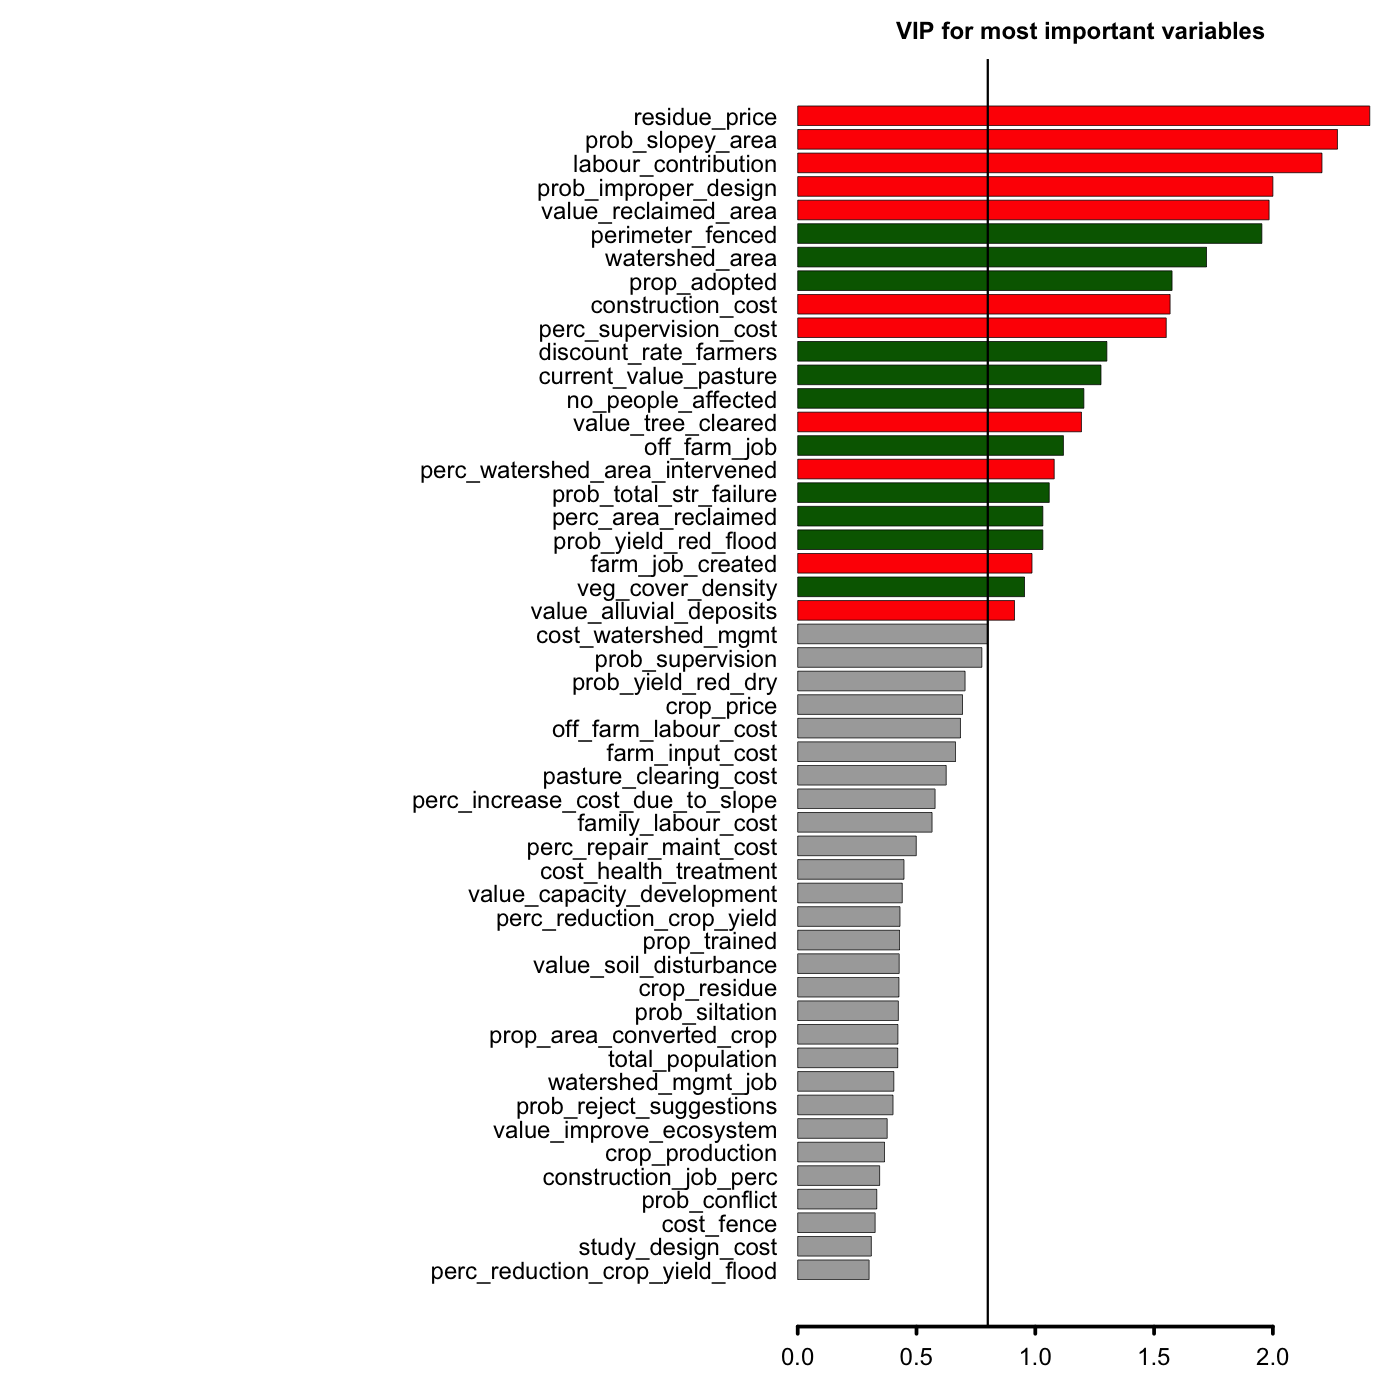 VIP for most important variables
residue_price
prob_slopey_area
labour_contribution
prob_improper_design
value_reclaimed_area
perimeter_fenced
watershed_area
prop_adopted
construction_cost
perc_supervision_cost
discount_rate_farmers
current_value_pasture
no_people_affected
value_tree_cleared
off_farm_job
perc_watershed_area_intervened
prob_total_str_failure
perc_area_reclaimed
prob_yield_red_flood
farm_job_created
veg_cover_density
value_alluvial_deposits
cost_watershed_mgmt
prob_supervision
prob_yield_red_dry
crop_price
off_farm_labour_cost
farm_input_cost
pasture_clearing_cost
perc_increase_cost_due_to_slope
family_labour_cost
perc_repair_maint_cost
cost_health_treatment
value_capacity_development
perc_reduction_crop_yield
prop_trained
value_soil_disturbance
crop_residue
prob_siltation
prop_area_converted_crop
total_population
watershed_mgmt_job
prob_reject_suggestions
value_improve_ecosystem
crop_production
construction_job_perc
prob_conflict
cost_fence
study_design_cost
perc_reduction_crop_yield_flood
0.0 0.5 1.0 1.5 2.0